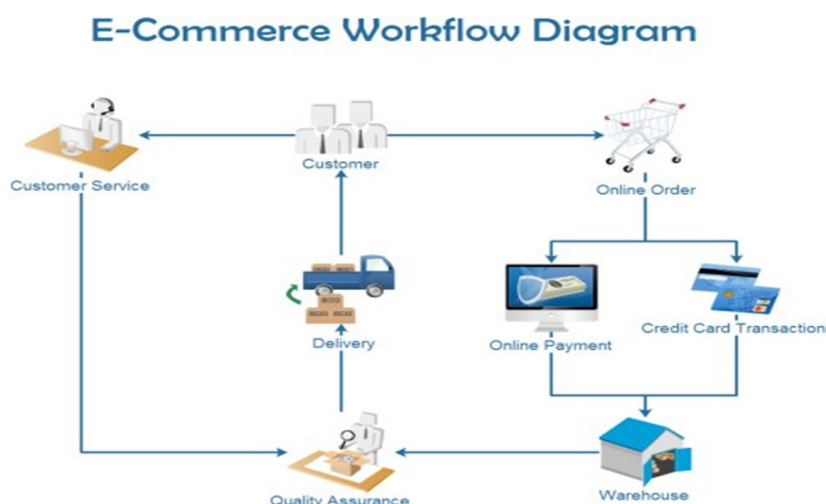 E-Commerce Workflow Diagram
Customer
Customer Service
Online Order
Delivery
Online Payment
Credit Card Transaction
Quality Assurance
Warehouse